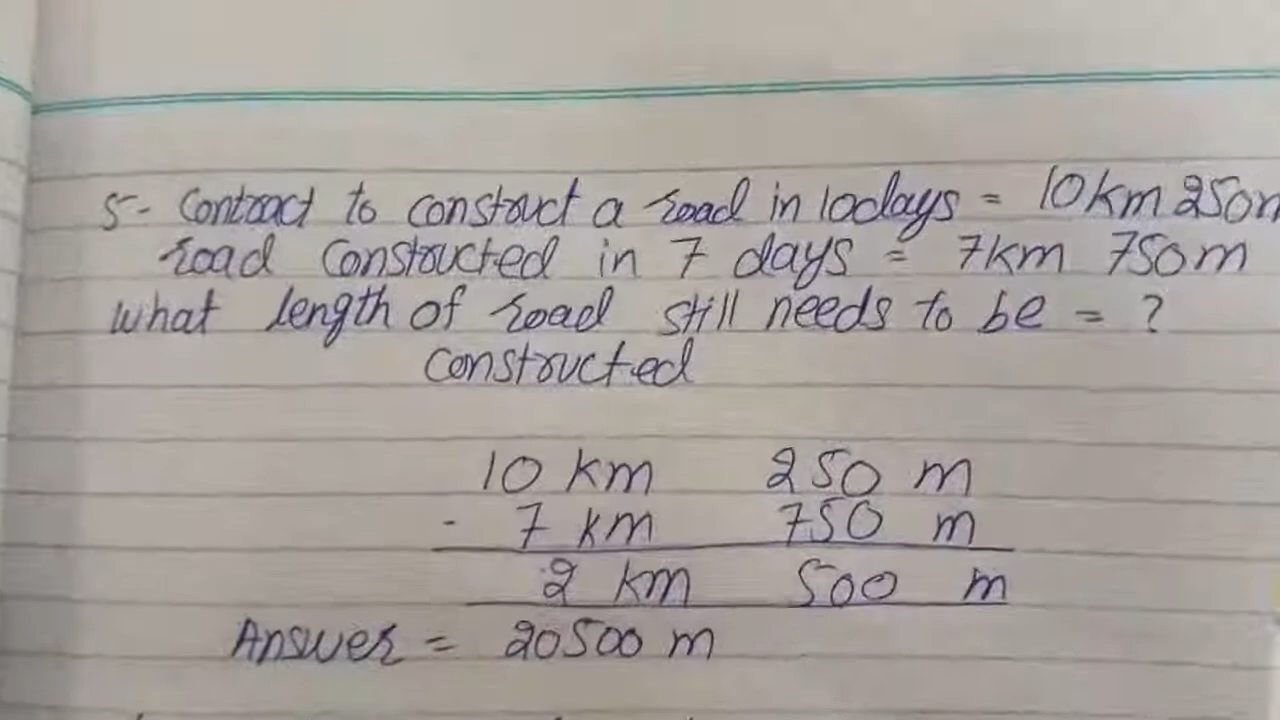 5- Contract to construct a road in 10days = 10km 250m
road constructed in 7 days = 7km 750m
what length of road still needs to be = ?
constructed
10 km 250 m
- 7 km 750 m
2 km 500 m
Answer = 20500 m